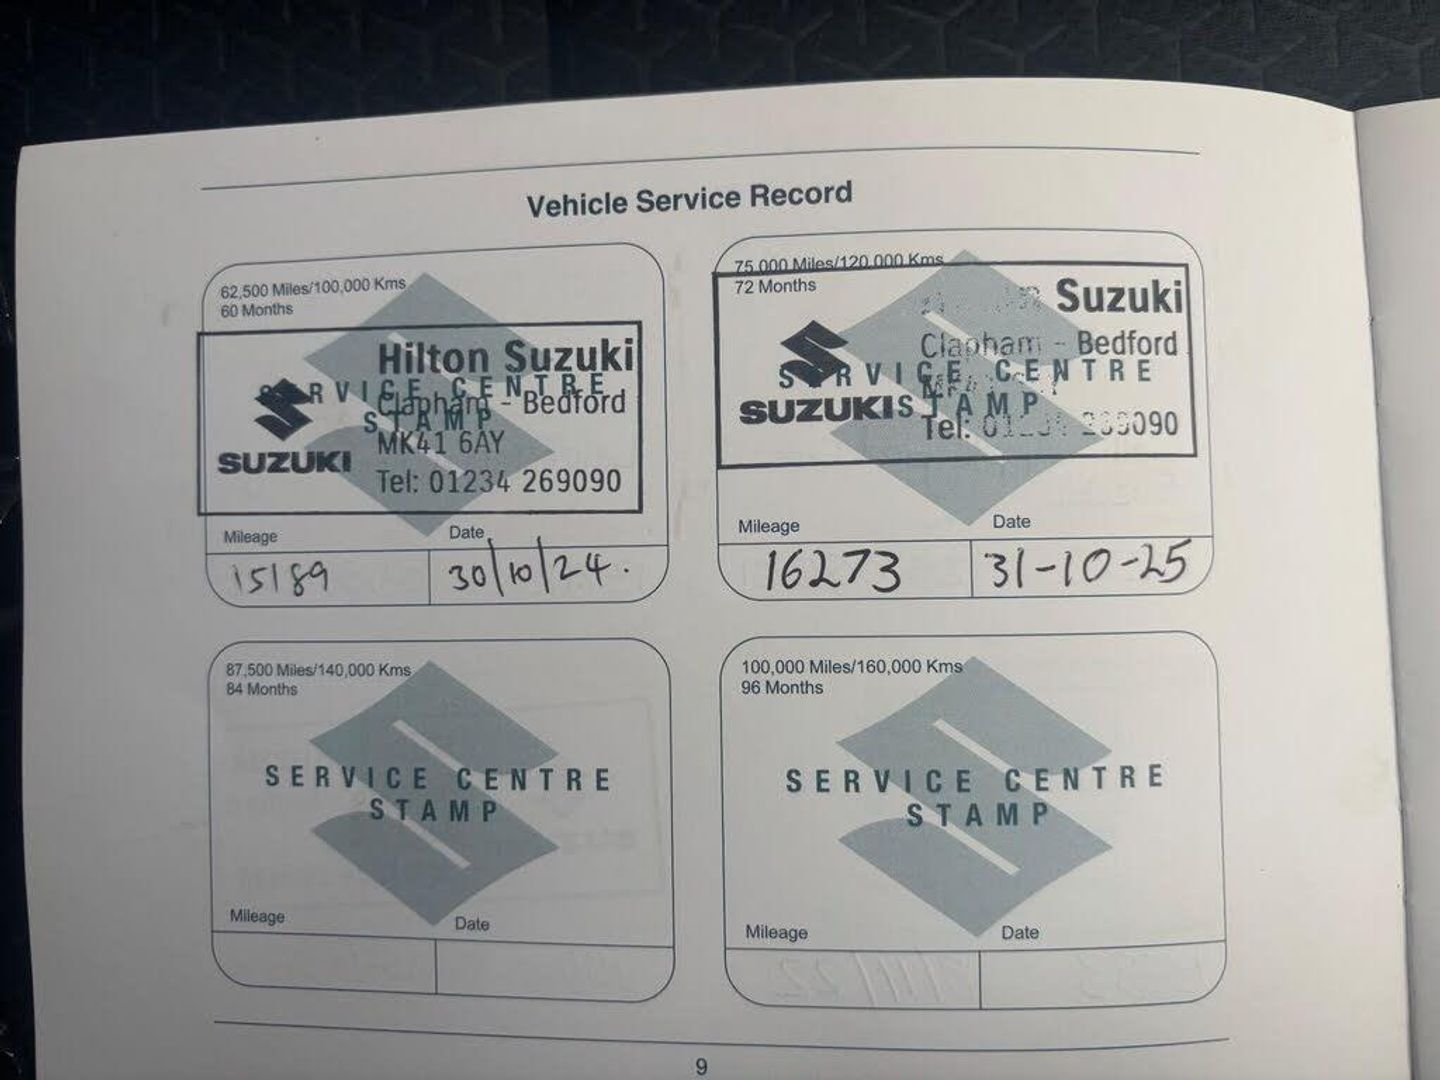 Vehicle Service Record
62,500 Miles/100,000 Kms
60 Months
Hilton Suzuki
SERVICE CENTRE
Clapham - Bedford
STAMP
MK41 6AY
SUZUKI
Tel: 01234 269090
Mileage Date
15189 30/10/24.
75,000 Miles/120,000 Kms
72 Months
Suzuki
Clapham - Bedford
SERVICE CENTRE
SUZUKI
STAMP
Tel: 01234 269090
Mileage Date
16273 31-10-25
87,500 Miles/140,000 Kms
84 Months
SERVICE CENTRE
STAMP
Mileage Date
100,000 Miles/160,000 Kms
96 Months
SERVICE CENTRE
STAMP
Mileage Date
9